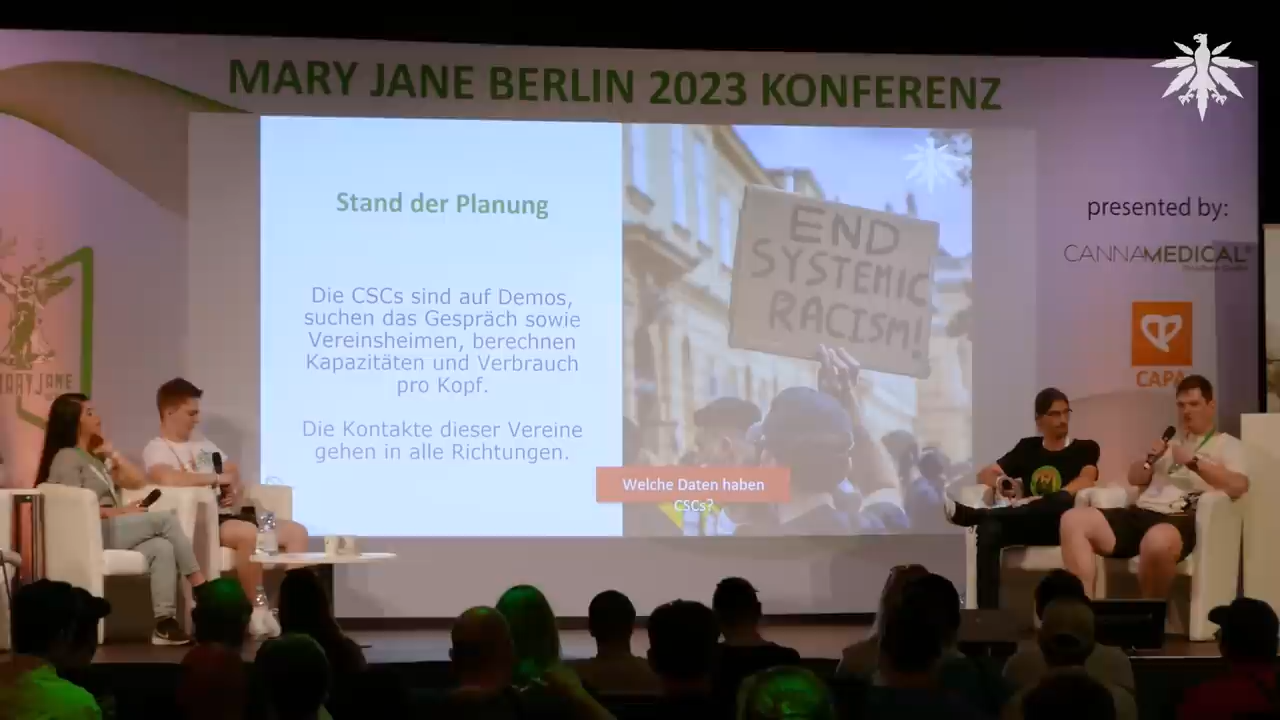 MARY JANE BERLIN 2023 KONFERENZ
Stand der Planung
Die CSCs sind auf Demos,
suchen das Gespräch sowie
Vereinsheimen, berechnen
Kapazitäten und Verbrauch
pro Kopf.
Die Kontakte dieser Vereine
gehen in alle Richtungen.
END
SYSTEMIC
RACISM!
Welche Daten haben
CSCs?
presented by:
CANNAMEDICAL®
CAPA
MARY JANE